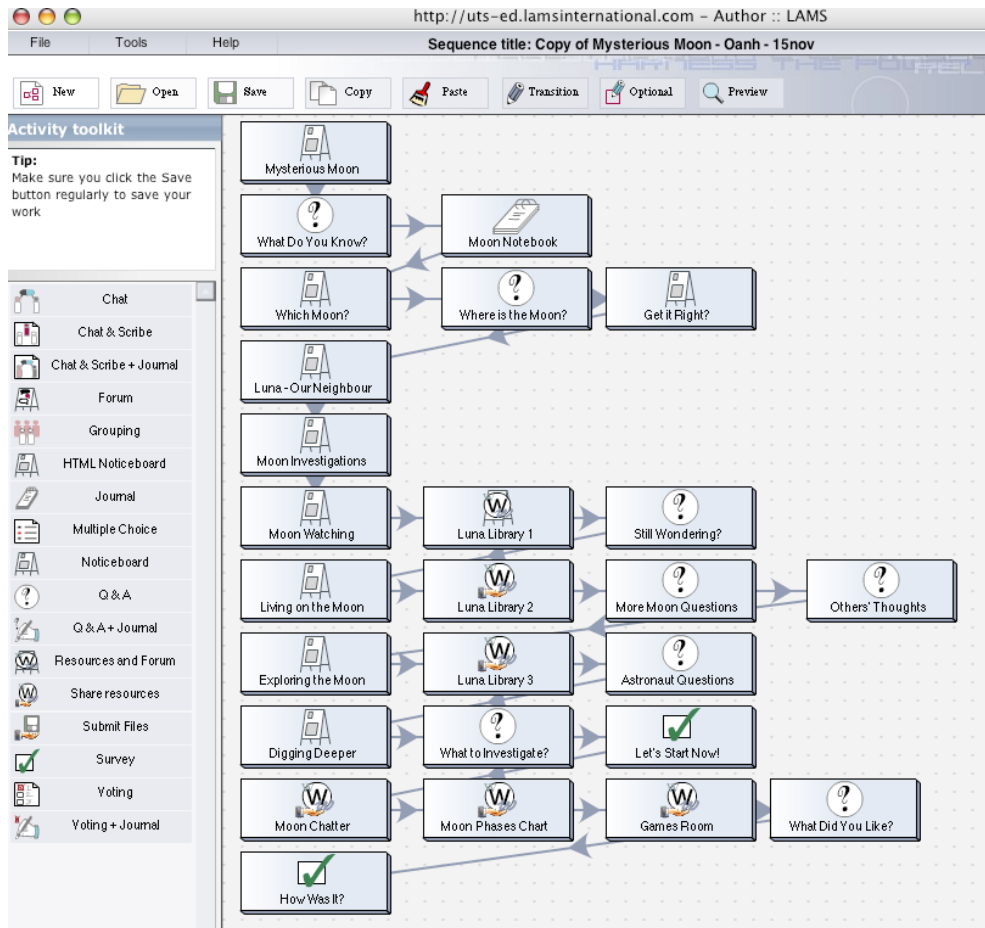 http://uts-ed.lamsinternational.com – Author :: LAMS
File Tools Help Sequence title: Copy of Mysterious Moon - Oanh - 15nov
New Open Save Copy Paste Transition Optional Preview
Activity toolkit
Tip:
Make sure you click the Save
button regularly to save your
work
Chat
Chat & Scribe
Chat & Scribe + Journal
Forum
Grouping
HTML Noticeboard
Journal
Multiple Choice
Noticeboard
Q & A
Q & A + Journal
Resources and Forum
Share resources
Submit Files
Survey
Voting
Voting + Journal
Mysterious Moon
What Do You Know? Moon Notebook
Which Moon? Where is the Moon? Get it Right?
Luna - Our Neighbour
Moon Investigations
Moon Watching Luna Library 1 Still Wondering?
Living on the Moon Luna Library 2 More Moon Questions Others' Thoughts
Exploring the Moon Luna Library 3 Astronaut Questions
Digging Deeper What to Investigate? Let's Start Now!
Moon Chatter Moon Phases Chart Games Room What Did You Like?
How Was It?